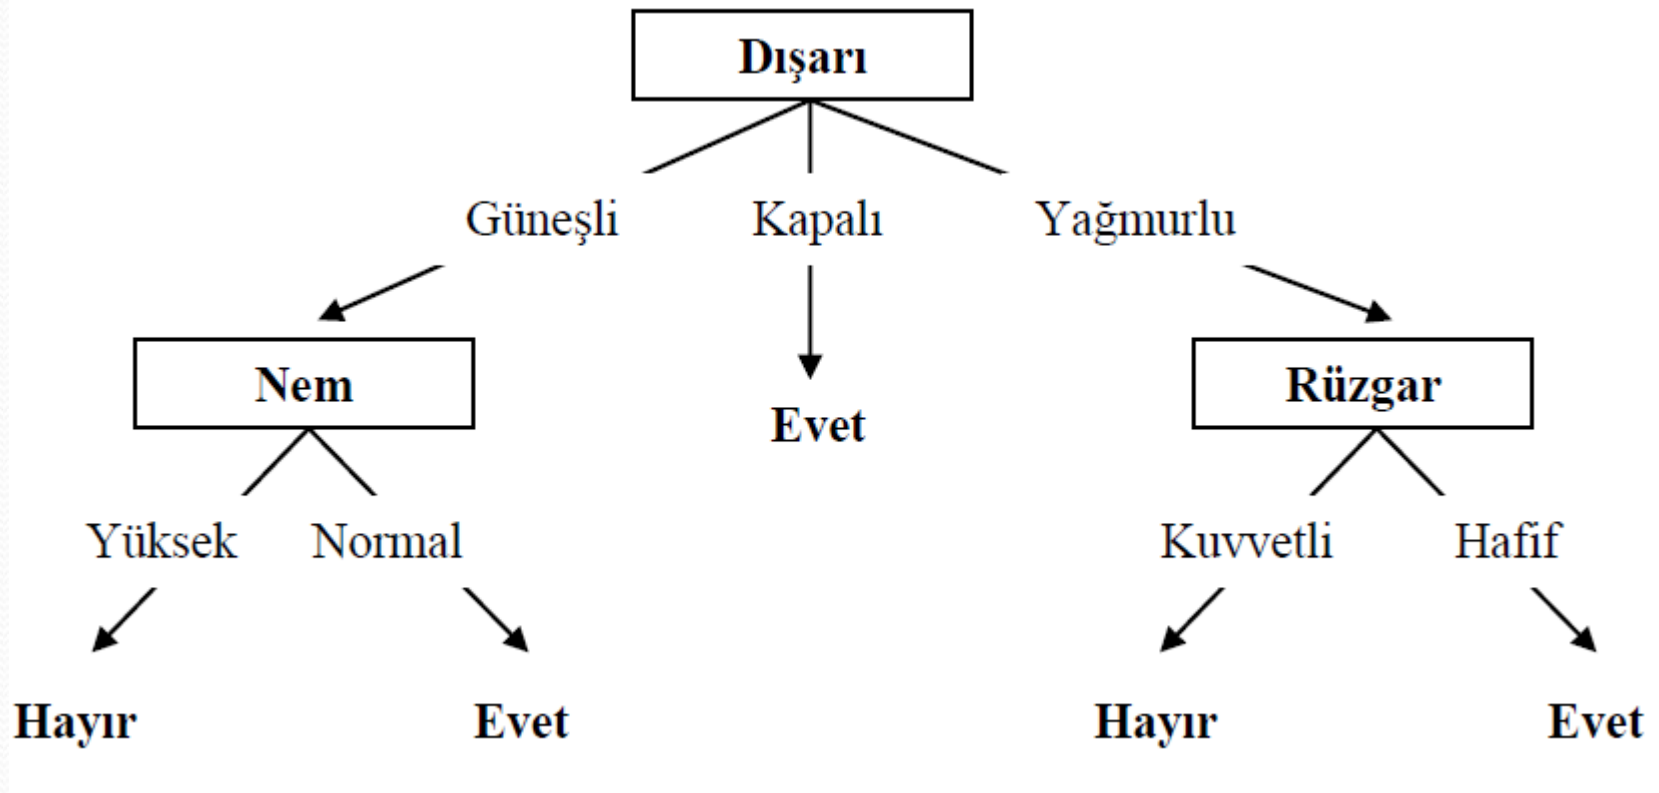 Dışarı
Güneşli Kapalı Yağmurlu
Nem Evet Rüzgar
Yüksek Normal Kuvvetli Hafif
Hayır Evet Hayır Evet